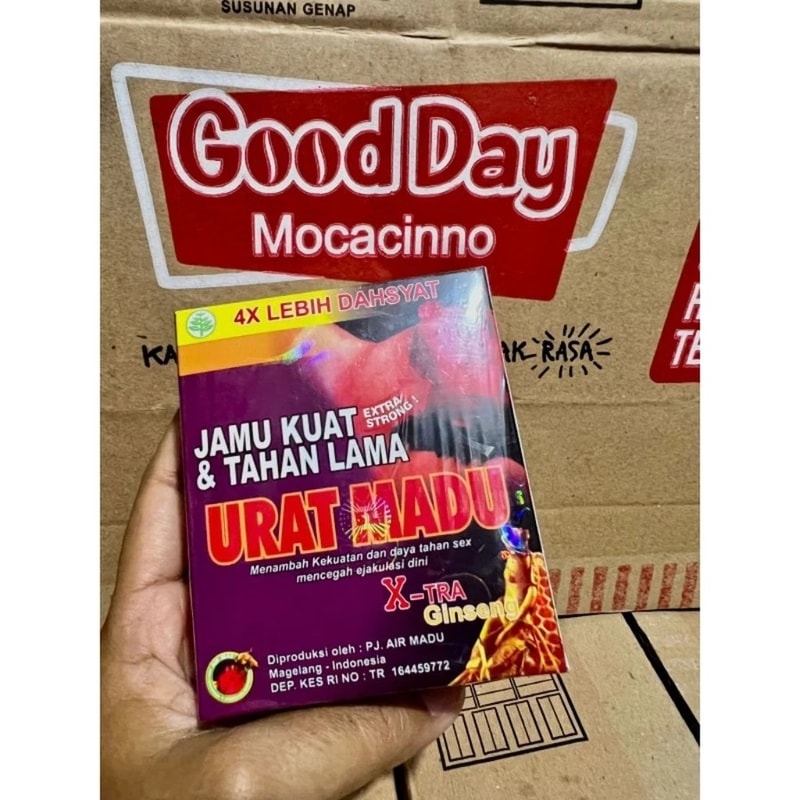 SUSUNAN GENAP
Good Day
Mocacinno
RASA
4X LEBIH DAHSYAT
JAMU KUAT
& TAHAN LAMA
EXTRA
STRONG !
URAT MADU
Menambah Kekuatan dan daya tahan sex
mencegah ejakulasi dini
X-TRA
Ginseng
Diproduksi oleh : PJ. AIR MADU
Magelang - Indonesia
DEP. KES RI NO : TR 164459772